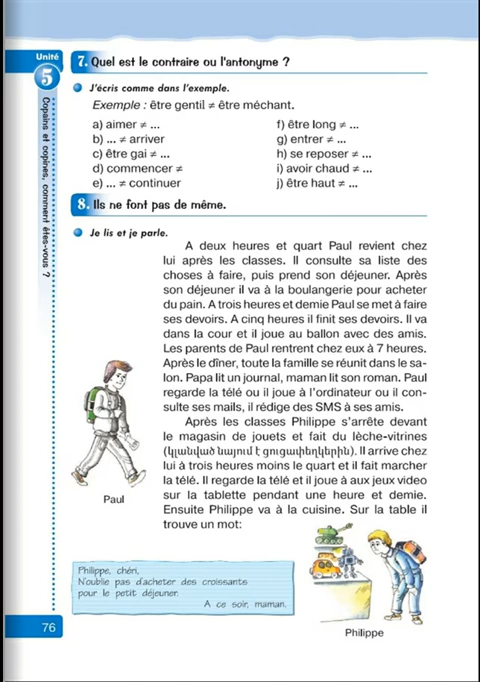 Unité
5
Copains et copines, comment êtes-vous ?
7. Quel est le contraire ou l'antonyme ?
J'écris comme dans l'exemple.
Exemple : être gentil ≠ être méchant.
a) aimer ≠ ...
b) ... ≠ arriver
c) être gai ≠ ...
d) commencer ≠
e) ... ≠ continuer
f) être long ≠ ...
g) entrer ≠ ...
h) se reposer ≠ ...
i) avoir chaud ≠ ...
j) être haut ≠ ...
8. Ils ne font pas de même.
Je lis et je parle.
A deux heures et quart Paul revient chez
lui après les classes. Il consulte sa liste des
choses à faire, puis prend son déjeuner. Après
son déjeuner il va à la boulangerie pour acheter
du pain. A trois heures et demie Paul se met à faire
ses devoirs. A cinq heures il finit ses devoirs. Il va
dans la cour et il joue au ballon avec des amis.
Les parents de Paul rentrent chez eux à 7 heures.
Après le dîner, toute la famille se réunit dans le sa-
lon. Papa lit un journal, maman lit son roman. Paul
regarde la télé ou il joue à l'ordinateur ou il con-
sulte ses mails, il rédige des SMS à ses amis.
Après les classes Philippe s'arrête devant
le magasin de jouets et fait du lèche-vitrines
(կլանված նայում է ցուցափեղկերին). Il arrive chez
lui à trois heures moins le quart et il fait marcher
la télé. Il regarde la télé et il joue à aux jeux video
sur la tablette pendant une heure et demie.
Ensuite Philippe va à la cuisine. Sur la table il
trouve un mot:
Paul
Philippe, chéri,
N'oublie pas d'acheter des croissants
pour le petit déjeuner.
A ce soir, maman.
Philippe
76